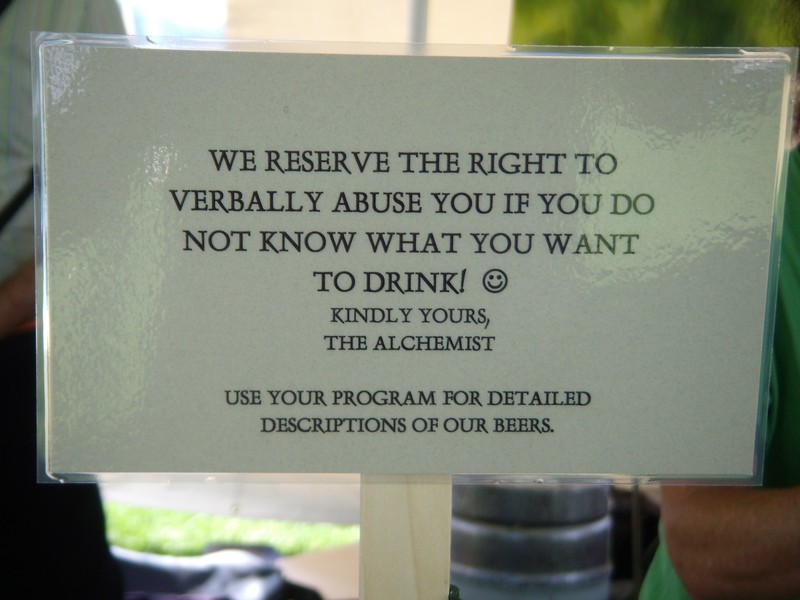 WE RESERVE THE RIGHT TO
VERBALLY ABUSE YOU IF YOU DO
NOT KNOW WHAT YOU WANT
TO DRINK! ☺
KINDLY YOURS,
THE ALCHEMIST
USE YOUR PROGRAM FOR DETAILED
DESCRIPTIONS OF OUR BEERS.